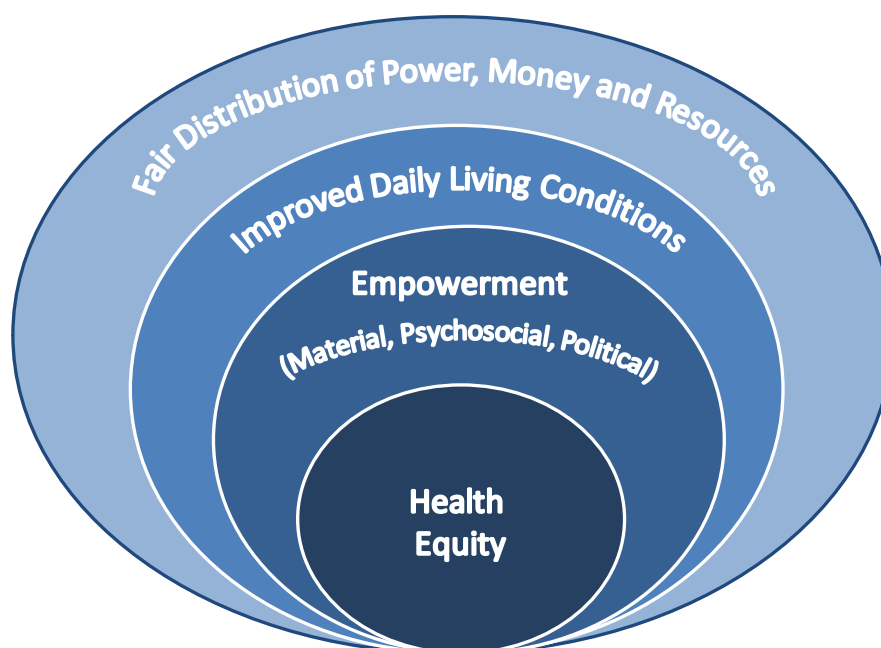 Fair Distribution of Power, Money and Resources
Improved Daily Living Conditions
Empowerment
(Material, Psychosocial, Political)
Health
Equity